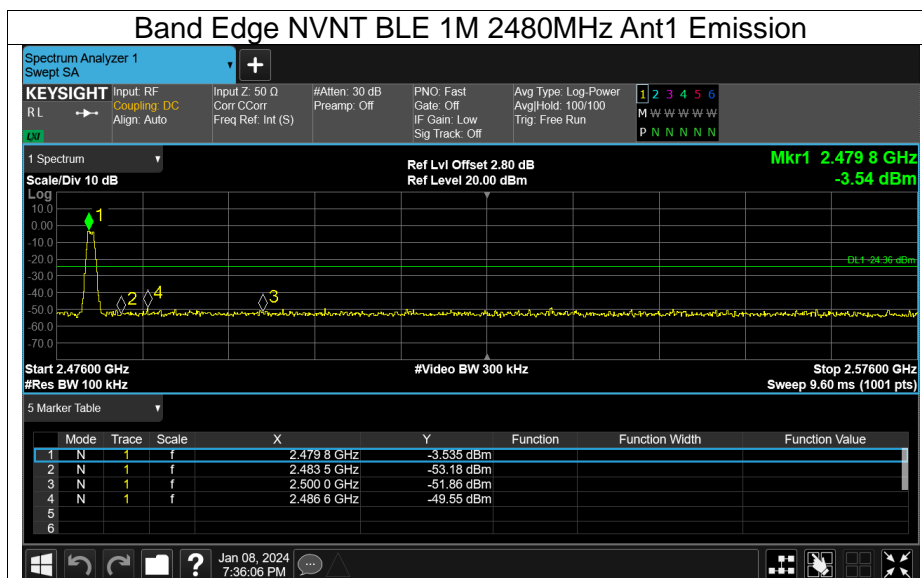 Band Edge NVNT BLE 1M 2480MHz Ant1 Emission
Spectrum Analyzer 1
Swept SA
+
KEYSIGHT Input: RF Input Z: 50 Ω #Atten: 30 dB PNO: Fast Avg Type: Log-Power 1 2 3 4 5 6
RL Coupling: DC Corr CCorr Preamp: Off Gate: Off Avg|Hold: 100/100 M W W W W W
Align: Auto Freq Ref: Int (S) IF Gain: Low Trig: Free Run
LXI Sig Track: Off P N N N N N
1 Spectrum Ref Lvl Offset 2.80 dB Mkr1 2.479 8 GHz
Scale/Div 10 dB Ref Level 20.00 dBm -3.54 dBm
Log
10.0
0.00
-10.0
-20.0
-30.0
-40.0
-50.0
-60.0
-70.0
1
2
4
3
DL1 -24.36 dBm
Start 2.47600 GHz #Video BW 300 kHz Stop 2.57600 GHz
#Res BW 100 kHz Sweep 9.60 ms (1001 pts)
5 Marker Table
Mode Trace Scale X Y Function Function Width Function Value
1 N 1 f 2.479 8 GHz -3.535 dBm
2 N 1 f 2.483 5 GHz -53.18 dBm
3 N 1 f 2.500 0 GHz -51.86 dBm
4 N 1 f 2.486 6 GHz -49.55 dBm
5
6
? Jan 08, 2024
7:36:06 PM